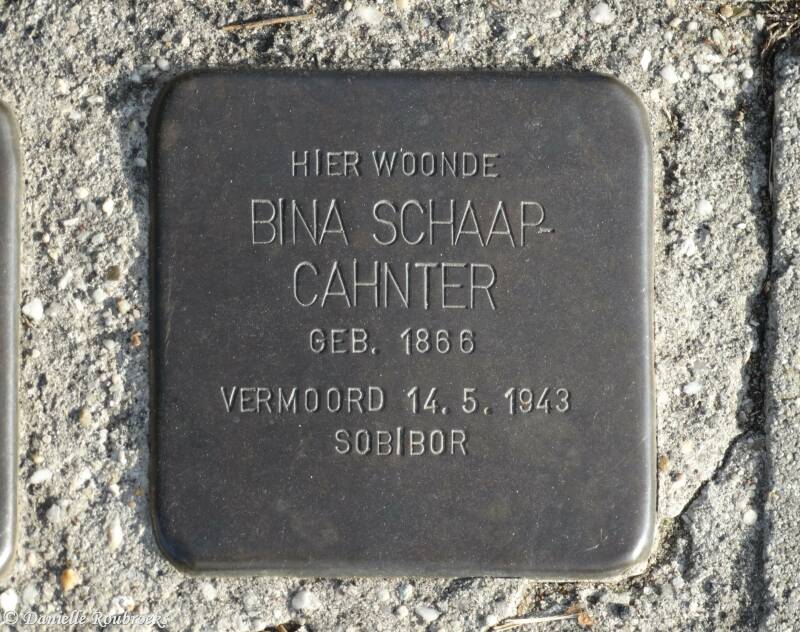 HIER WOONDE
BINA SCHAAP-
CAHNTER
GEB. 1866
VERMOORD 14.5.1943
SOBIBOR
© Danielle Roubroeks